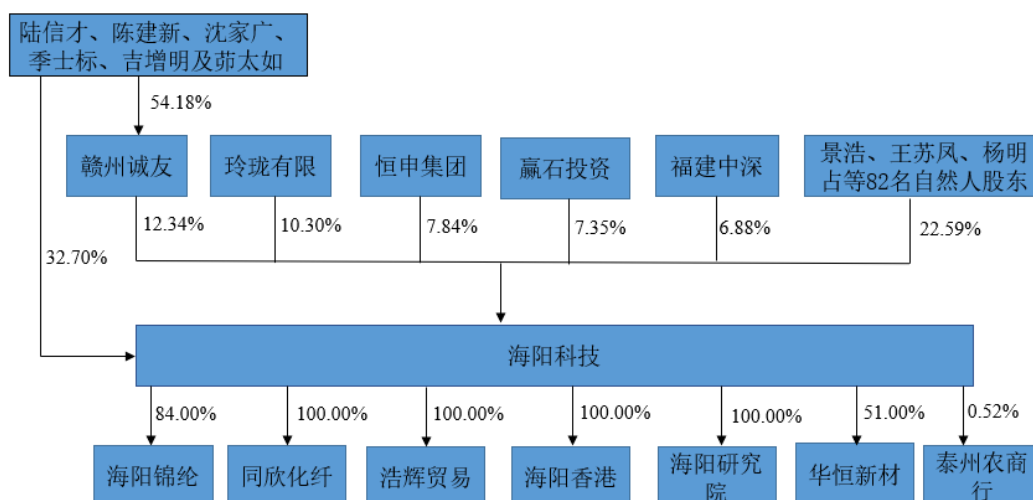 陆信才、陈建新、沈家广、
季士标、吉增明及茆太如
54.18%
赣州诚友
玲珑有限
恒申集团
赢石投资
福建中深
景浩、王苏凤、杨明
占等82名自然人股东
12.34%
10.30%
7.84%
7.35%
6.88%
22.59%
32.70%
海阳科技
84.00%
100.00%
100.00%
100.00%
100.00%
51.00%
0.52%
海阳锦纶
同欣化纤
浩辉贸易
海阳香港
海阳研究
院
华恒新材
泰州农商
行